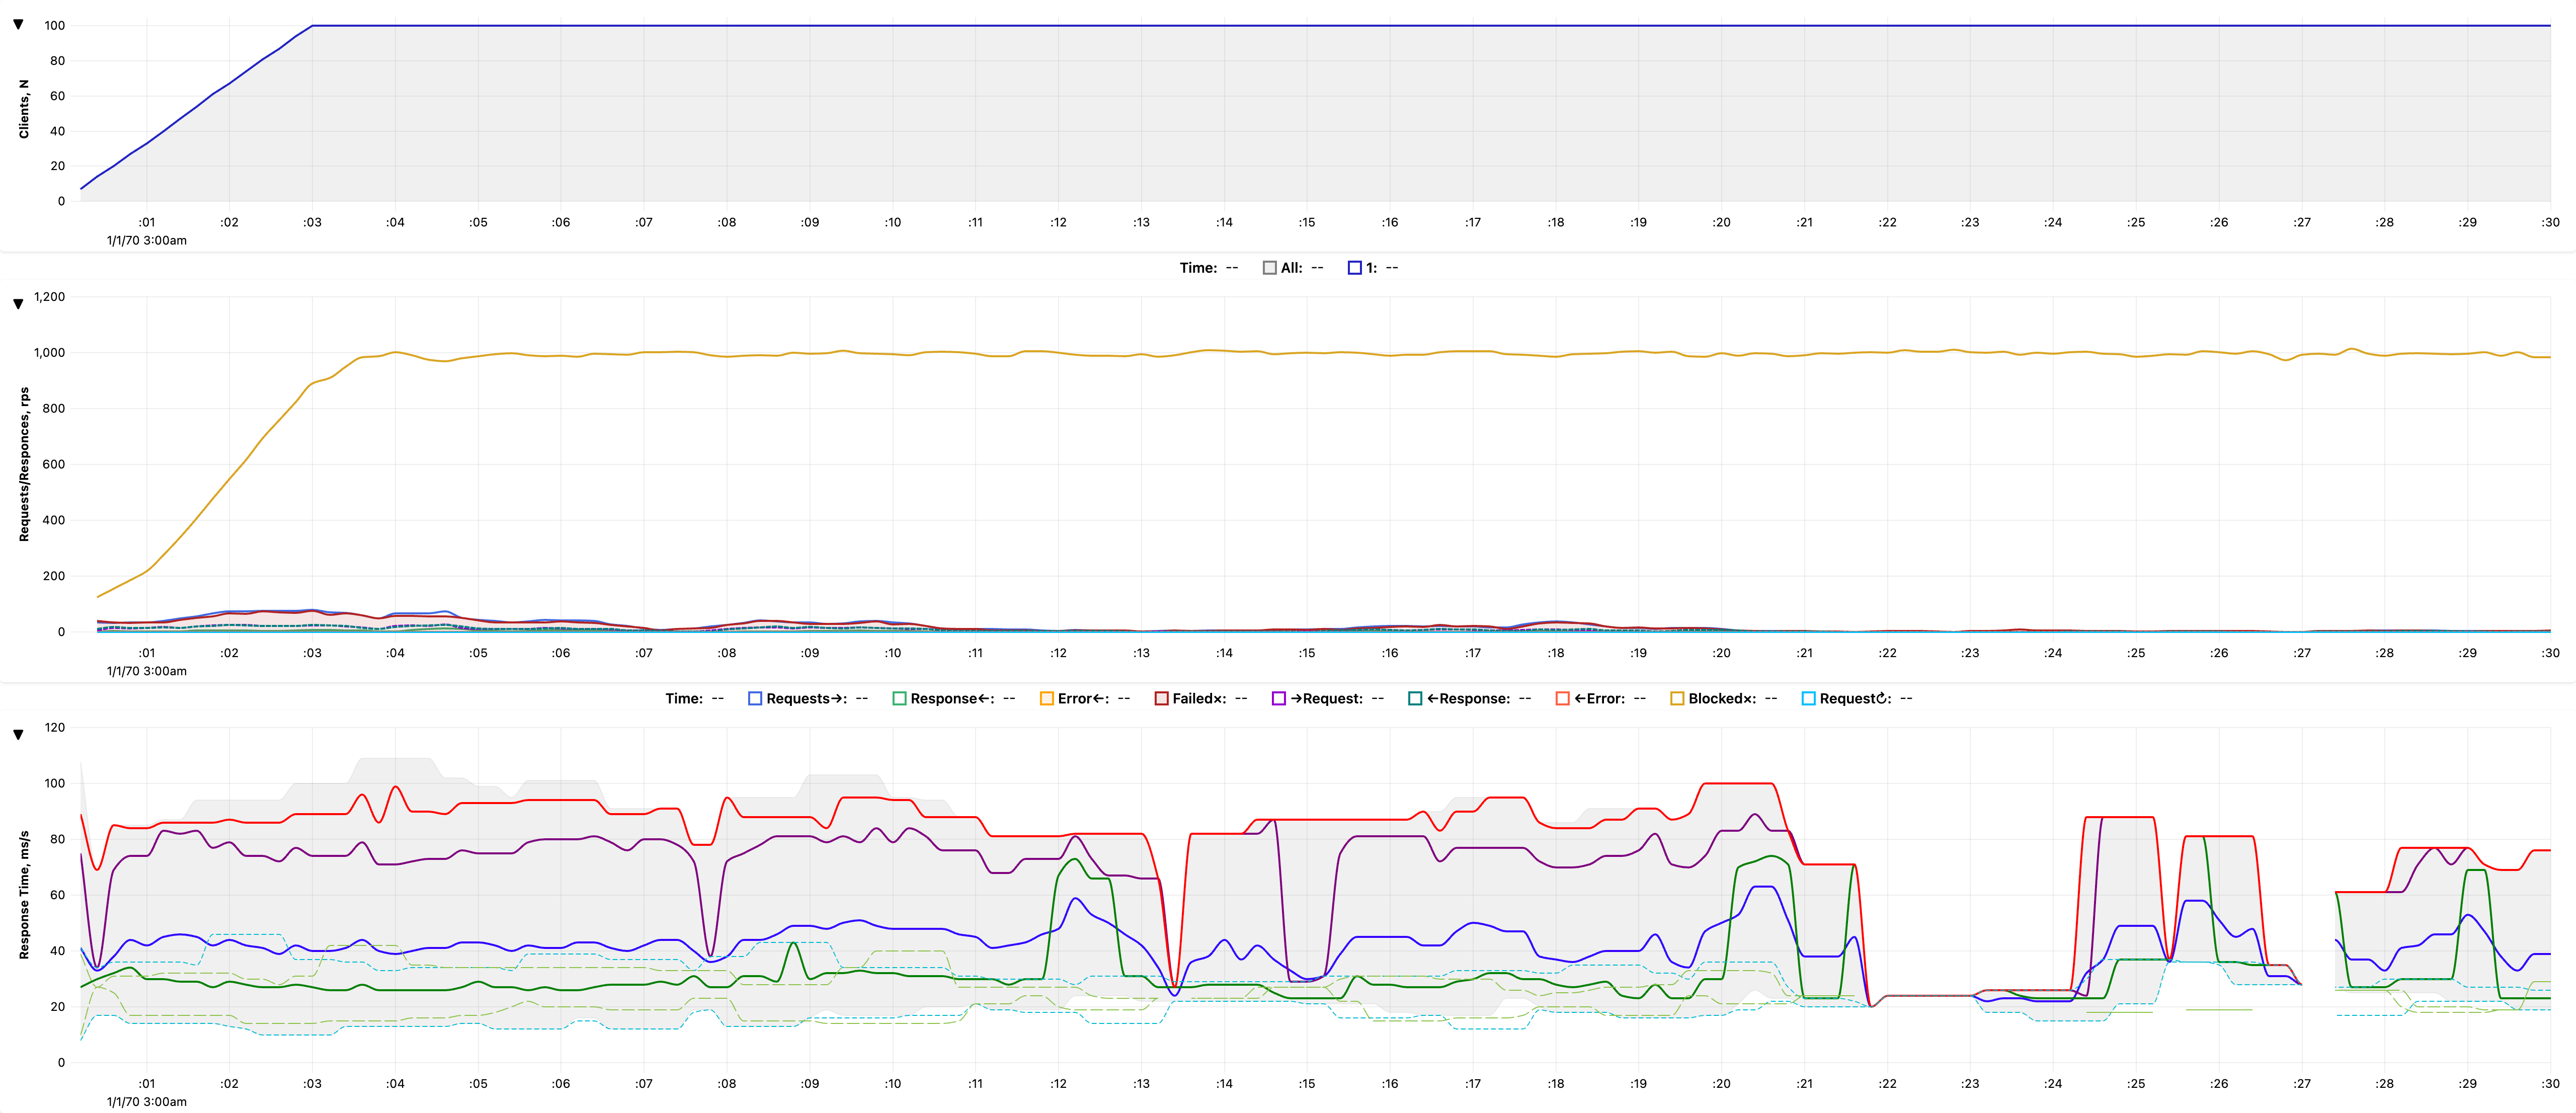 ▼
Clients, N
100
80
60
40
20
0
:01 :02 :03 :04 :05 :06 :07 :08 :09 :10 :11 :12 :13 :14 :15 :16 :17 :18 :19 :20 :21 :22 :23 :24 :25 :26 :27 :28 :29 :30
1/1/70 3:00am
Time: -- All: -- 1: --
▼
Requests/Responces, rps
1,200
1,000
800
600
400
200
0
:01 :02 :03 :04 :05 :06 :07 :08 :09 :10 :11 :12 :13 :14 :15 :16 :17 :18 :19 :20 :21 :22 :23 :24 :25 :26 :27 :28 :29 :30
1/1/70 3:00am
Time: -- Requests→: -- Response←: -- Error←: -- Failed×: -- →Request: -- ←Response: -- ←Error: -- Blocked×: -- Request↻: --
▼
Response Time, ms/s
120
100
80
60
40
20
0
:01 :02 :03 :04 :05 :06 :07 :08 :09 :10 :11 :12 :13 :14 :15 :16 :17 :18 :19 :20 :21 :22 :23 :24 :25 :26 :27 :28 :29 :30
1/1/70 3:00am